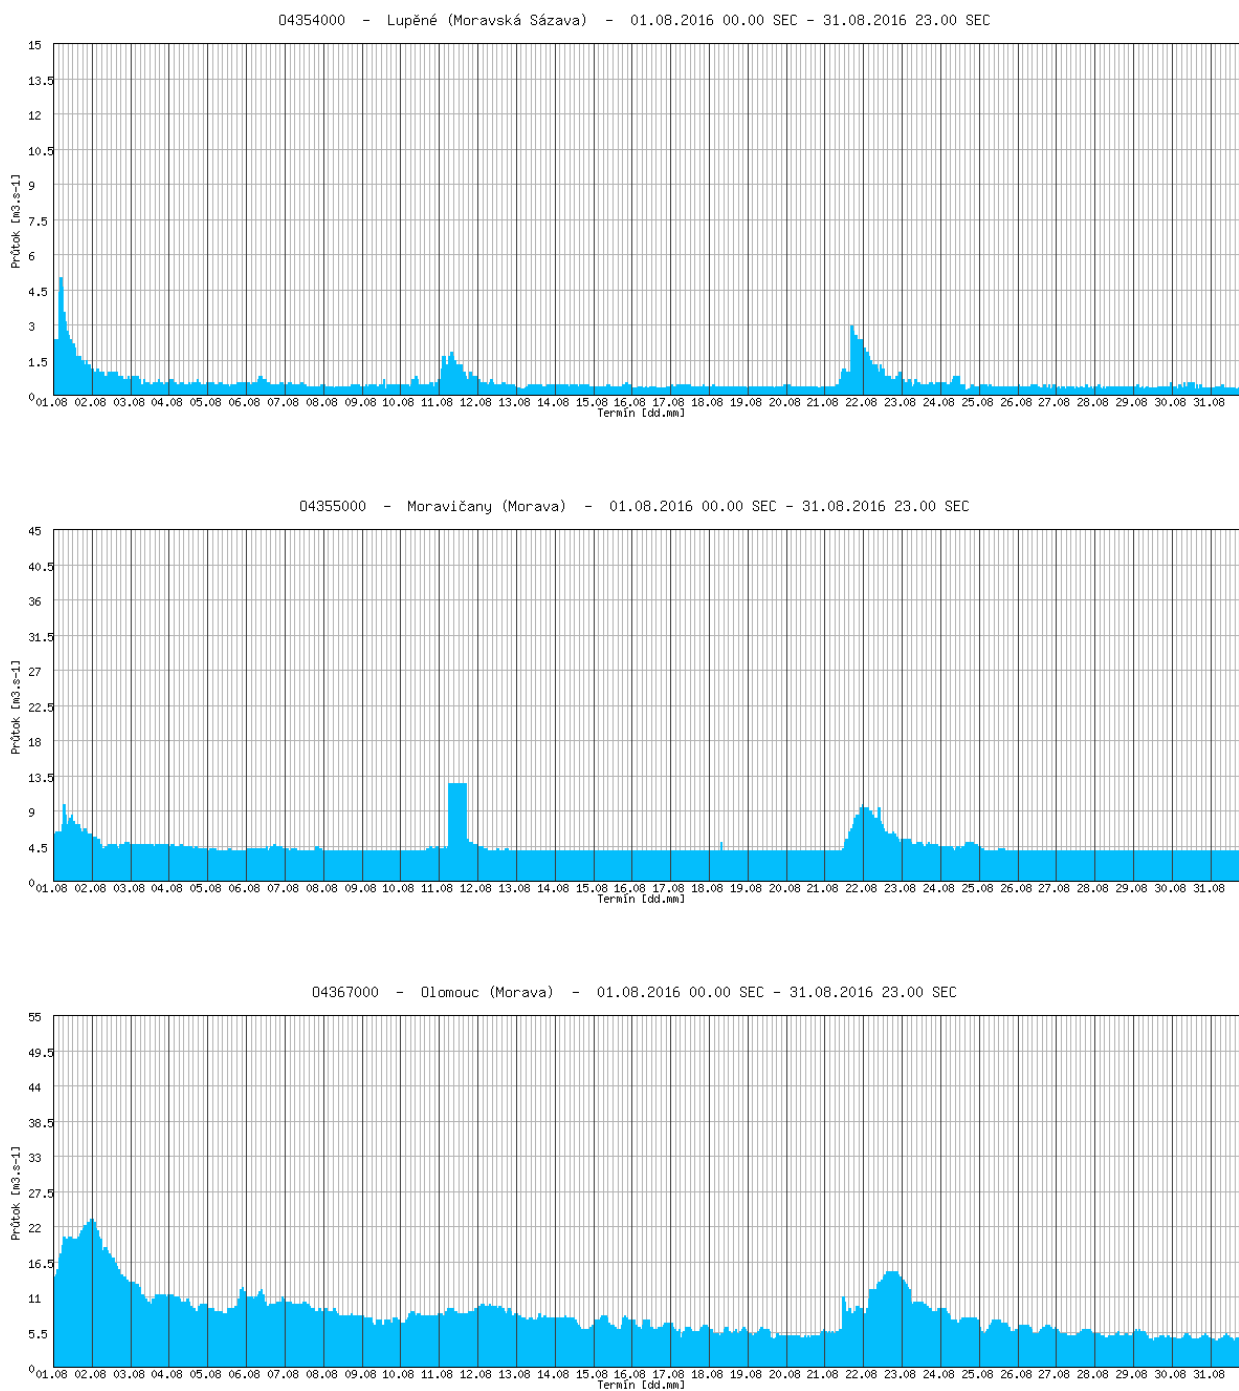 04354000 - Lupěné (Moravská Sázava) - 01.08.2016 00.00 SEC - 31.08.2016 23.00 SEC
15
13.5
12
10.5
9
7.5
6
4.5
3
1.5
0
Průtok [m3.s-1]
01.08 02.08 03.08 04.08 05.08 06.08 07.08 08.08 09.08 10.08 11.08 12.08 13.08 14.08 15.08 16.08 17.08 18.08 19.08 20.08 21.08 22.08 23.08 24.08 25.08 26.08 27.08 28.08 29.08 30.08 31.08
Termín [dd.mm]
04355000 - Moravičany (Morava) - 01.08.2016 00.00 SEC - 31.08.2016 23.00 SEC
45
40.5
36
31.5
27
22.5
18
13.5
9
4.5
0
Průtok [m3.s-1]
01.08 02.08 03.08 04.08 05.08 06.08 07.08 08.08 09.08 10.08 11.08 12.08 13.08 14.08 15.08 16.08 17.08 18.08 19.08 20.08 21.08 22.08 23.08 24.08 25.08 26.08 27.08 28.08 29.08 30.08 31.08
Termín [dd.mm]
04367000 - Olomouc (Morava) - 01.08.2016 00.00 SEC - 31.08.2016 23.00 SEC
55
49.5
44
38.5
33
27.5
22
16.5
11
5.5
0
Průtok [m3.s-1]
01.08 02.08 03.08 04.08 05.08 06.08 07.08 08.08 09.08 10.08 11.08 12.08 13.08 14.08 15.08 16.08 17.08 18.08 19.08 20.08 21.08 22.08 23.08 24.08 25.08 26.08 27.08 28.08 29.08 30.08 31.08
Termín [dd.mm]